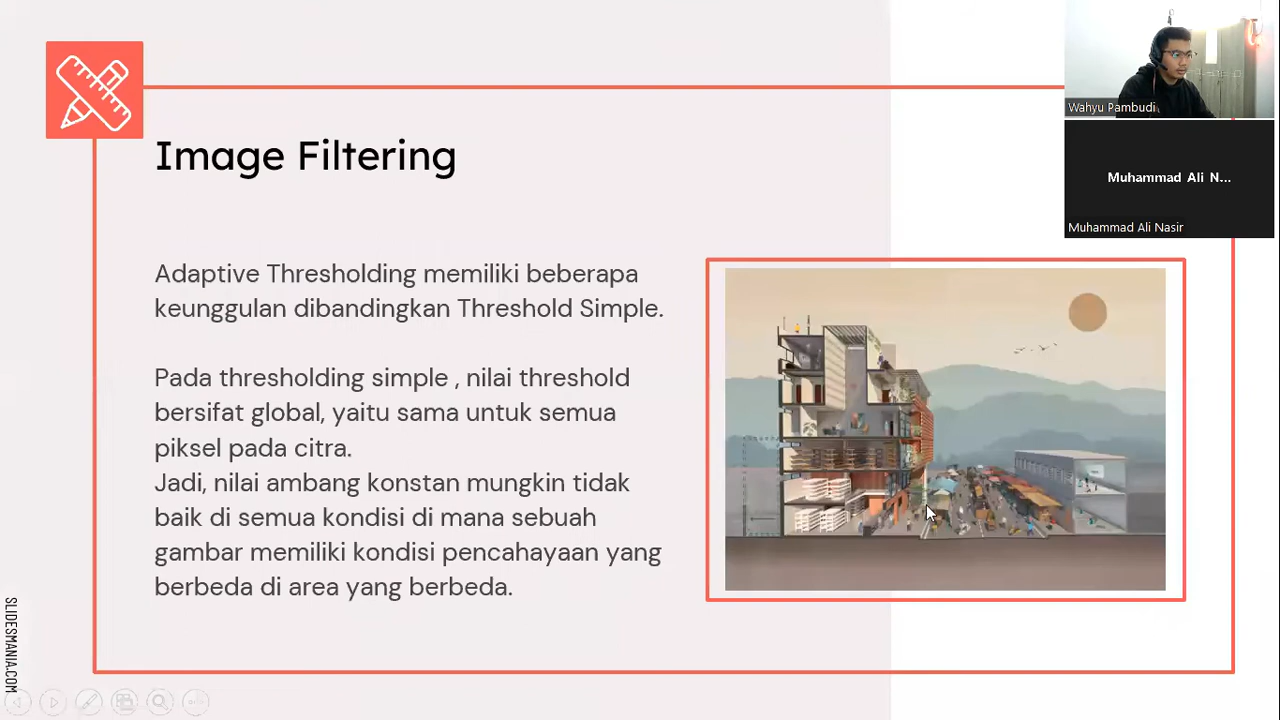 Image Filtering
Adaptive Thresholding memiliki beberapa
keunggulan dibandingkan Threshold Simple.
Pada thresholding simple , nilai threshold
bersifat global, yaitu sama untuk semua
piksel pada citra.
Jadi, nilai ambang konstan mungkin tidak
baik di semua kondisi di mana sebuah
gambar memiliki kondisi pencahayaan yang
berbeda di area yang berbeda.
Wahyu Pambudi
Muhammad Ali N...
Muhammad Ali Nasir
SLIDESMANIA.COM